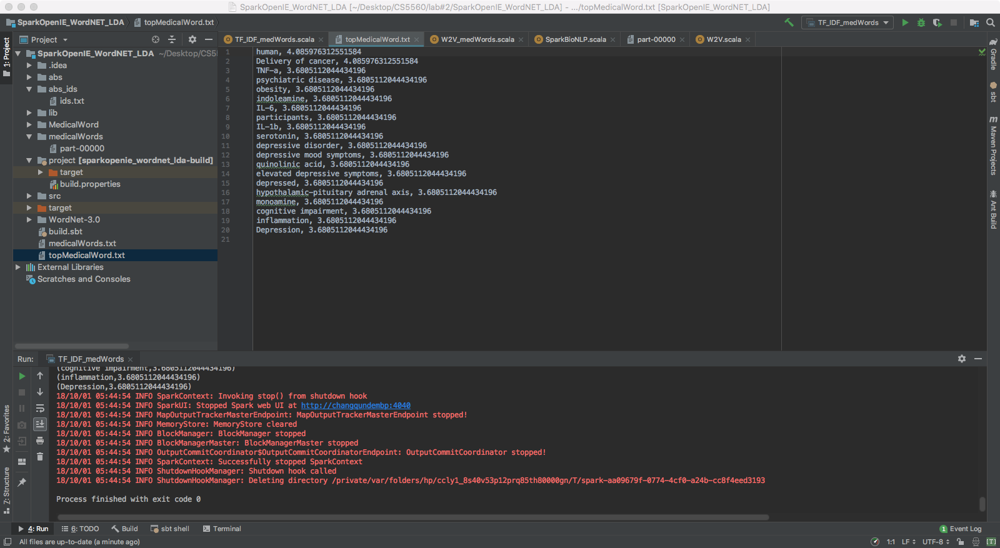 SparkOpenIE_WordNET_LDA [~/Desktop/CS5560/lab#2/SparkOpenIE_WordNET_LDA] - .../topMedicalWord.txt [SparkOpenIE_WordNET_LDA]
SparkOpenIE_WordNET_LDA topMedicalWord.txt
TF_IDF_medWords
1: Project
Project
TF_IDF_medWords.scala topMedicalWord.txt W2V_medWords.scala SparkBioNLP.scala part-00000 W2V.scala
SparkOpenIE_WordNET_LDA ~/Desktop/CS5
.idea
abs
abs_ids
ids.txt
lib
MedicalWord
medicalWords
part-00000
project [sparkopenie_wordnet_lda-build]
target
build.properties
src
target
WordNet-3.0
build.sbt
medicalWords.txt
topMedicalWord.txt
External Libraries
Scratches and Consoles
1 human, 4.085976312551584
2 Delivery of cancer, 4.085976312551584
3 TNF-a, 3.6805112044434196
4 psychiatric disease, 3.6805112044434196
5 obesity, 3.6805112044434196
6 indoleamine, 3.6805112044434196
7 IL-6, 3.6805112044434196
8 participants, 3.6805112044434196
9 IL-1b, 3.6805112044434196
10 serotonin, 3.6805112044434196
11 depressive disorder, 3.6805112044434196
12 depressive mood symptoms, 3.6805112044434196
13 quinolinic acid, 3.6805112044434196
14 elevated depressive symptoms, 3.6805112044434196
15 depressed, 3.6805112044434196
16 hypothalamic-pituitary adrenal axis, 3.6805112044434196
17 monoamine, 3.6805112044434196
18 cognitive impairment, 3.6805112044434196
19 inflammation, 3.6805112044434196
20 Depression, 3.6805112044434196
21
Gradle
sbt
Maven Projects
Ant Build
Run: TF_IDF_medWords
(cognitive impairment,3.6805112044434196)
(inflammation,3.6805112044434196)
(Depression,3.6805112044434196)
18/10/01 05:44:54 INFO SparkContext: Invoking stop() from shutdown hook
18/10/01 05:44:54 INFO SparkUI: Stopped Spark web UI at http://changgundembp:4040
18/10/01 05:44:54 INFO MapOutputTrackerMasterEndpoint: MapOutputTrackerMasterEndpoint stopped!
18/10/01 05:44:54 INFO MemoryStore: MemoryStore cleared
18/10/01 05:44:54 INFO BlockManager: BlockManager stopped
18/10/01 05:44:54 INFO BlockManagerMaster: BlockManagerMaster stopped
18/10/01 05:44:54 INFO OutputCommitCoordinator$OutputCommitCoordinatorEndpoint: OutputCommitCoordinator stopped!
18/10/01 05:44:54 INFO SparkContext: Successfully stopped SparkContext
18/10/01 05:44:54 INFO ShutdownHookManager: Shutdown hook called
18/10/01 05:44:54 INFO ShutdownHookManager: Deleting directory /private/var/folders/hp/ccly1_8s40v53p12prq85th80000gn/T/spark-aa09679f-0774-4cf0-a24b-cc8f4eed3193
Process finished with exit code 0
2: Favorites
7: Structure
4: Run 6: TODO Build sbt shell Terminal 1 Event Log
All files are up-to-date (a minute ago) 1:1 LF UTF-8 [T]